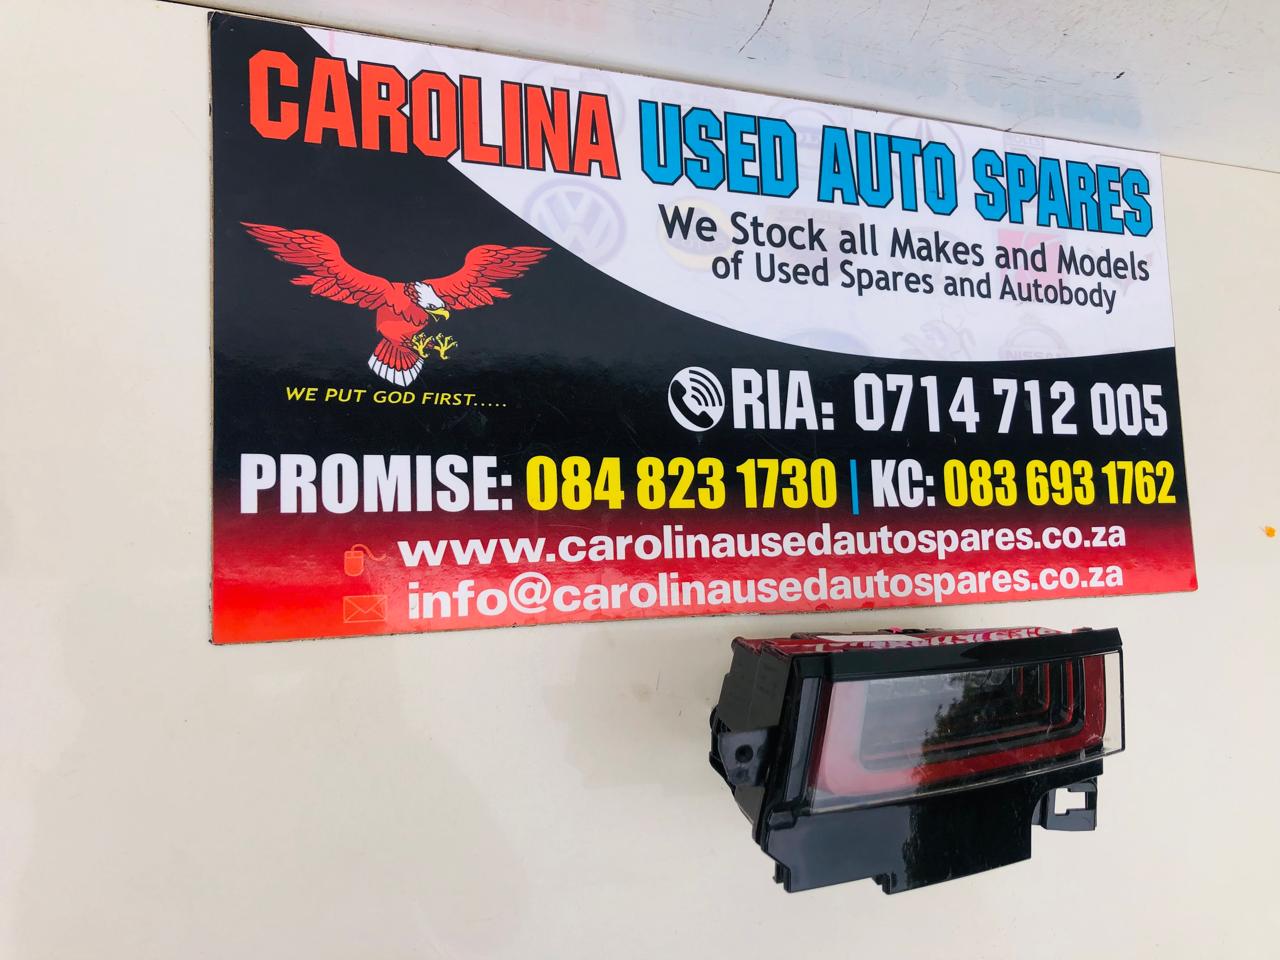 CAROLINA USED AUTO SPARES
We Stock all Makes and Models
of Used Spares and Autobody
WE PUT GOD FIRST.....
RIA: 0714 712 005
PROMISE: 084 823 1730 | KC: 083 693 1762
www.carolinausedautospares.co.za
info@carolinausedautospares.co.za